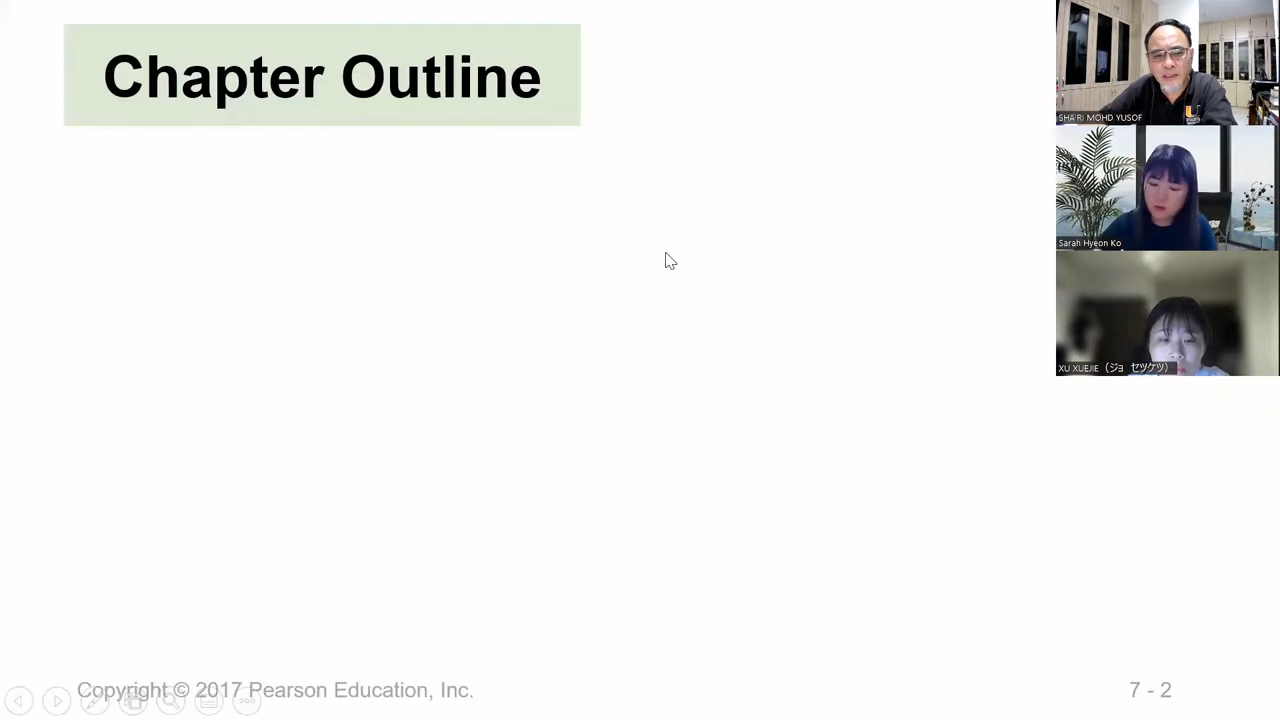 Chapter Outline
SHA'RI MOHD YUSOF
Sarah Hyeon Ko
XU XUEJIE (ジョ セツケツ)
Copyright © 2017 Pearson Education, Inc.
7 - 2